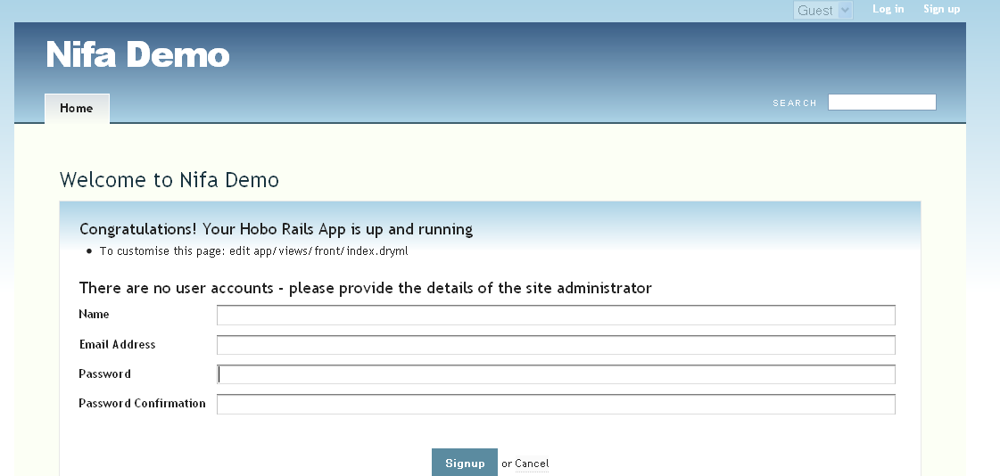 Guest Log in Sign up
Nifa Demo
Home
SEARCH
Welcome to Nifa Demo
Congratulations! Your Hobo Rails App is up and running
• To customise this page: edit app/views/front/index.dryml
There are no user accounts - please provide the details of the site administrator
Name
Email Address
Password
Password Confirmation
Signup or Cancel